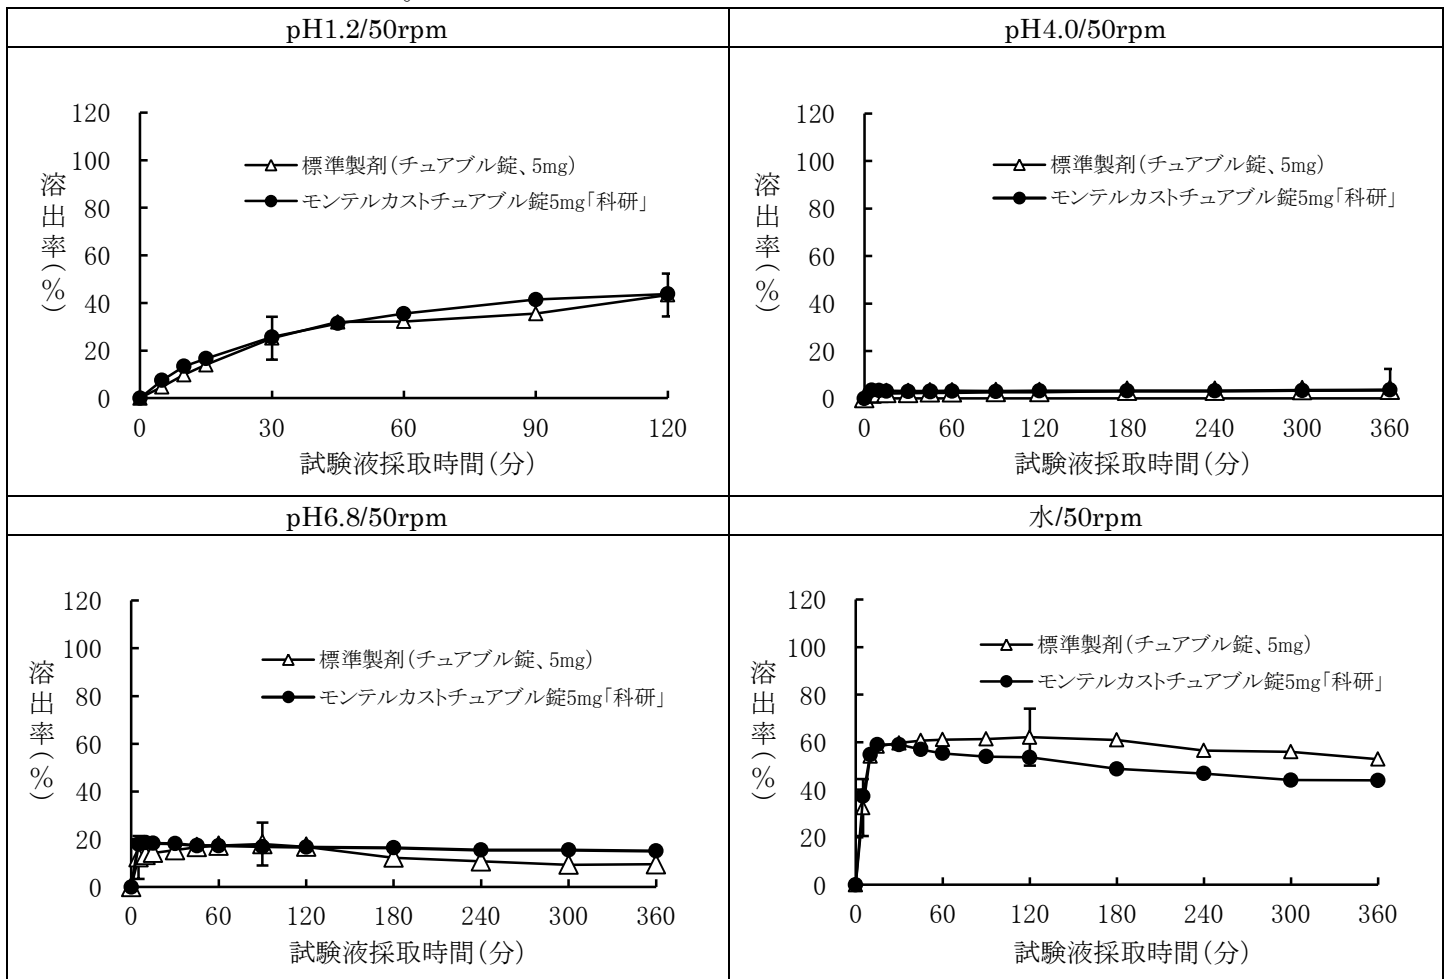 pH1.2/50rpm
120
100
80
60
40
20
0
溶出率(%)
標準製剤(チュアブル錠、5mg)
モンテルカストチュアブル錠5mg「科研」
0 30 60 90 120
試験液採取時間(分)
pH4.0/50rpm
120
100
80
60
40
20
0
溶出率(%)
標準製剤(チュアブル錠、5mg)
モンテルカストチュアブル錠5mg「科研」
0 60 120 180 240 300 360
試験液採取時間(分)
pH6.8/50rpm
120
100
80
60
40
20
0
溶出率(%)
標準製剤(チュアブル錠、5mg)
モンテルカストチュアブル錠5mg「科研」
0 60 120 180 240 300 360
試験液採取時間(分)
水/50rpm
120
100
80
60
40
20
0
溶出率(%)
標準製剤(チュアブル錠、5mg)
モンテルカストチュアブル錠5mg「科研」
0 60 120 180 240 300 360
試験液採取時間(分)